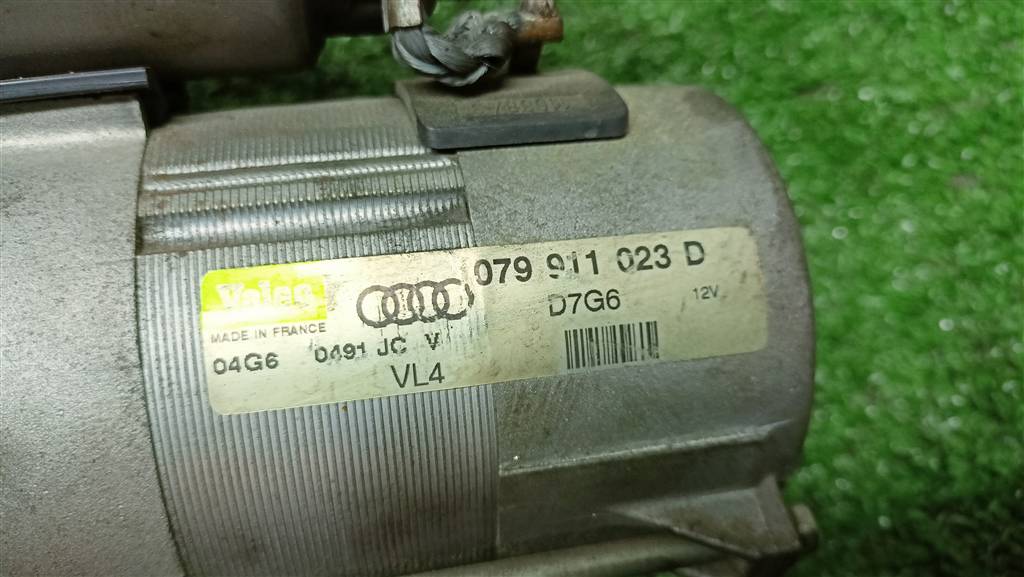 Valeo
079 911 023 D
MADE IN FRANCE
D7G6
12V
04G6 0491 JC V
VL4